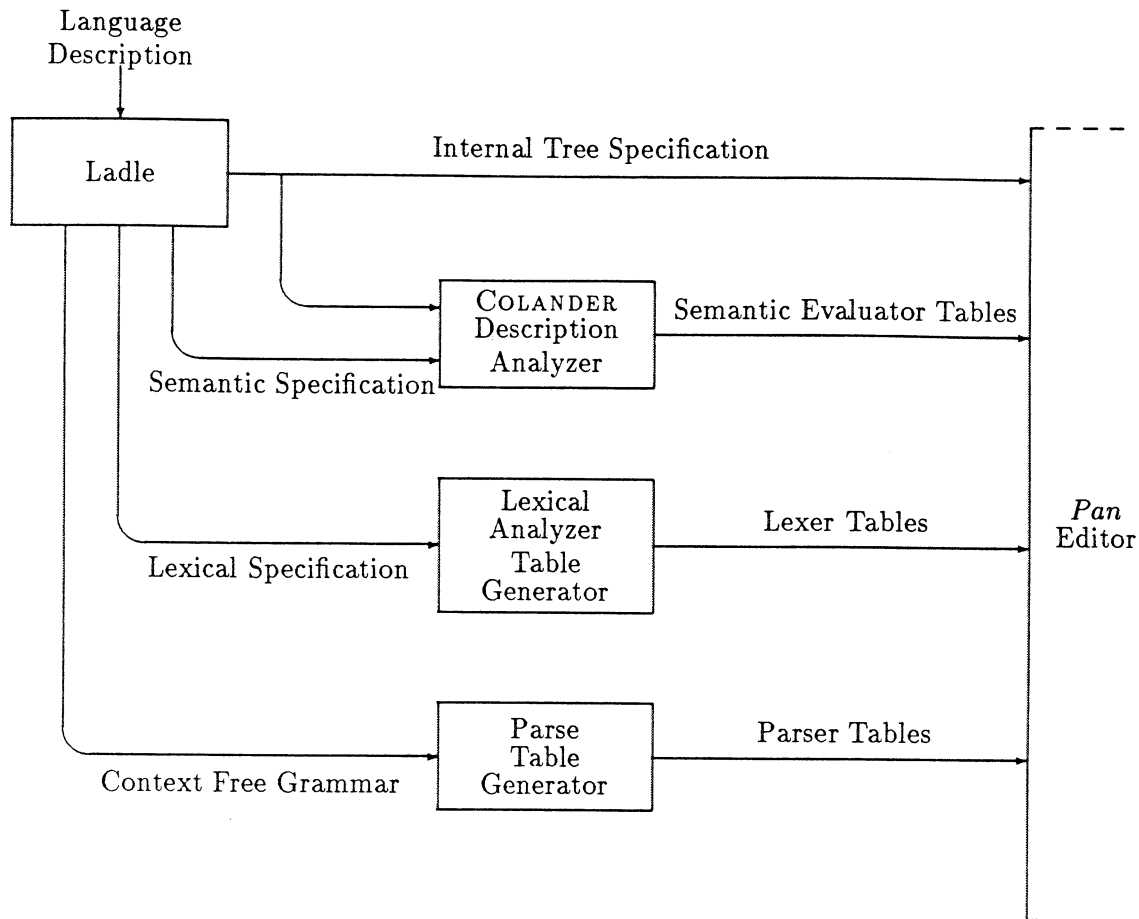 Language
Description
Ladle
Internal Tree Specification
COLANDER
Description
Analyzer
Semantic Evaluator Tables
Semantic Specification
Lexical
Analyzer
Table
Generator
Lexer Tables
Pan
Editor
Lexical Specification
Parse
Table
Generator
Parser Tables
Context Free Grammar